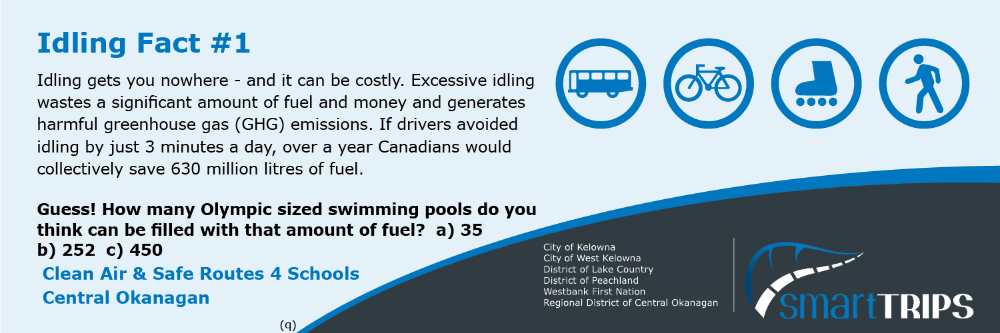 Idling Fact #1
Idling gets you nowhere - and it can be costly. Excessive idling
wastes a significant amount of fuel and money and generates
harmful greenhouse gas (GHG) emissions. If drivers avoided
idling by just 3 minutes a day, over a year Canadians would
collectively save 630 million litres of fuel.
Guess! How many Olympic sized swimming pools do you
think can be filled with that amount of fuel?  a) 35
b) 252  c) 450
Clean Air & Safe Routes 4 Schools
Central Okanagan
(q)
City of Kelowna
City of West Kelowna
District of Lake Country
District of Peachland
Westbank First Nation
Regional District of Central Okanagan
smartTRIPS